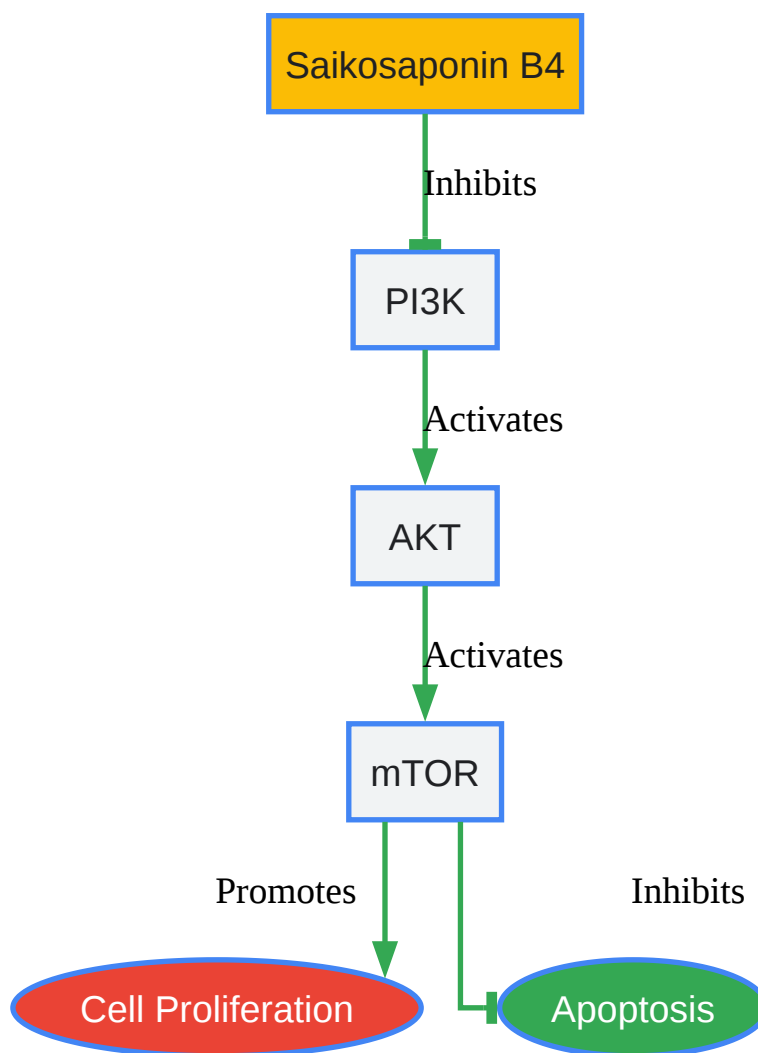 Saikosaponin B4
Inhibits
PI3K
Activates
AKT
Activates
mTOR
Promotes
Inhibits
Cell Proliferation
Apoptosis